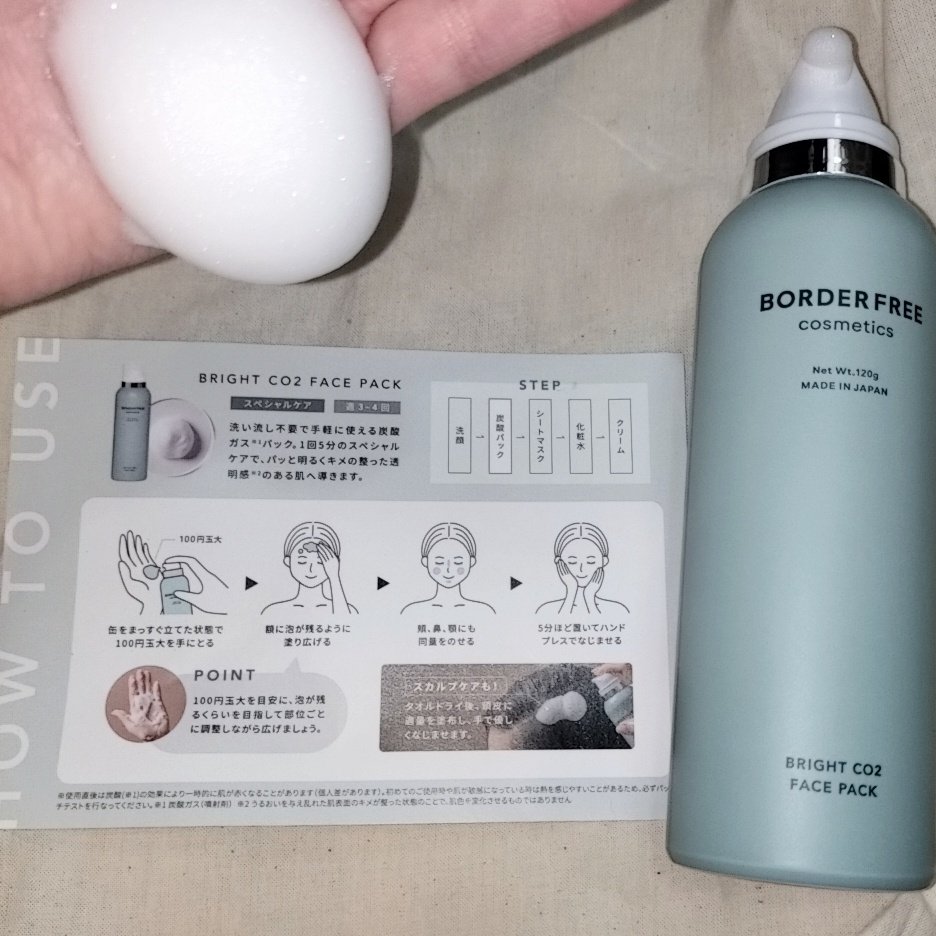 BORDERFREE
cosmetics
Net Wt.120g
MADE IN JAPAN
BRIGHT CO2
FACE PACK
HOW TO USE
BRIGHT CO2 FACE PACK
スペシャルケア 週3-4回
洗い流し不要で手軽に使える炭酸
ガス※1パック。1回5分のスペシャル
ケアで、パッと明るくキメの整った透
明感※2のある肌へ導きます。
STEP
洗顔
→
炭酸パック
→
シートマスク
→
化粧水
→
クリーム
100円玉大
缶をまっすぐ立てた状態で
100円玉大を手にとる
額に泡が残るように
塗り広げる
頬、鼻、顎にも
同量をのせる
5分ほど置いてハンド
プレスでなじませる
POINT
100円玉大を目安に、泡が残
るくらいを目指して部位ごと
に調整しながら広げましょう。
スカルプケアも!
タオルドライ後、頭皮に
適量を塗布し、手で優し
くなじませます。
※使用直後は炭酸(※1)の効果により一時的に肌が赤くなることがあります(個人差があります)。初めてのご使用時や肌が敏感になっている時は熱を感じやすいことがあるため、必ずパッ
チテストを行なってください。※1 炭酸ガス(噴射剤) ※2 うるおいを与え乱れた肌表面のキメが整った状態のことで、肌色を変化させるものではありません